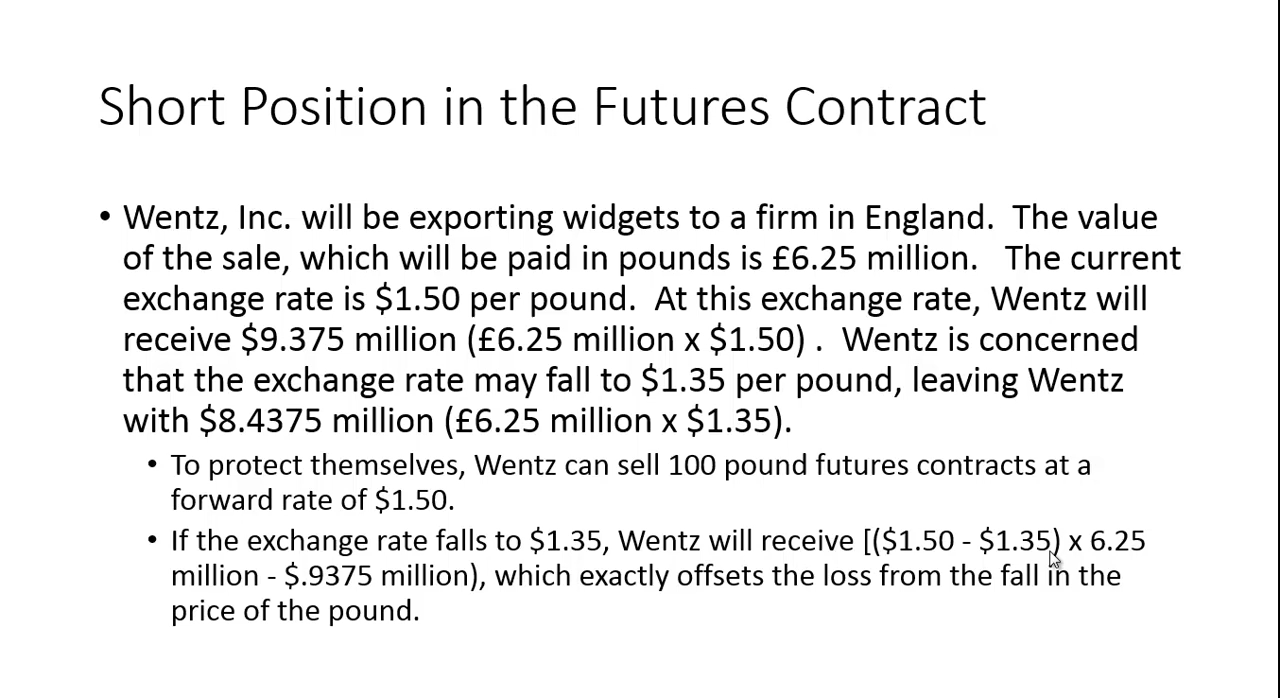 Short Position in the Futures Contract
• Wentz, Inc. will be exporting widgets to a firm in England. The value
of the sale, which will be paid in pounds is £6.25 million. The current
exchange rate is $1.50 per pound. At this exchange rate, Wentz will
receive $9.375 million (£6.25 million x $1.50) . Wentz is concerned
that the exchange rate may fall to $1.35 per pound, leaving Wentz
with $8.4375 million (£6.25 million x $1.35).
• To protect themselves, Wentz can sell 100 pound futures contracts at a
forward rate of $1.50.
• If the exchange rate falls to $1.35, Wentz will receive [($1.50 - $1.35) x 6.25
million - $.9375 million), which exactly offsets the loss from the fall in the
price of the pound.